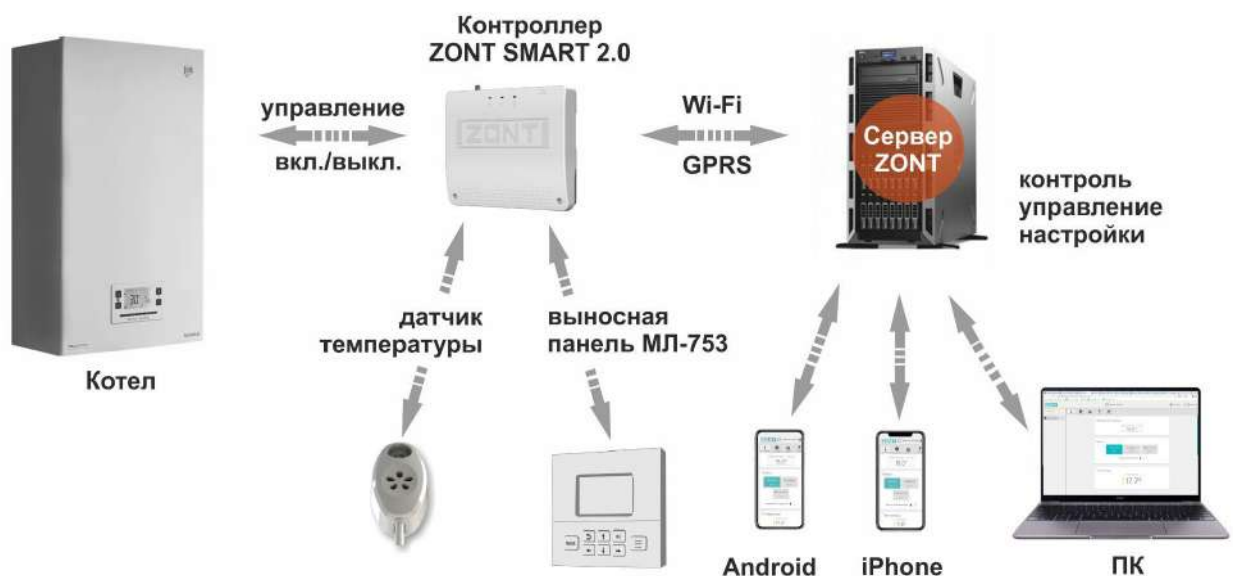 Контроллер
ZONT SMART 2.0
управление
вкл./выкл.
ZONT
Wi-Fi
GPRS
Сервер
ZONT
контроль
управление
настройки
Котел
датчик
температуры
выносная
панель МЛ-753
Android
iPhone
ПК